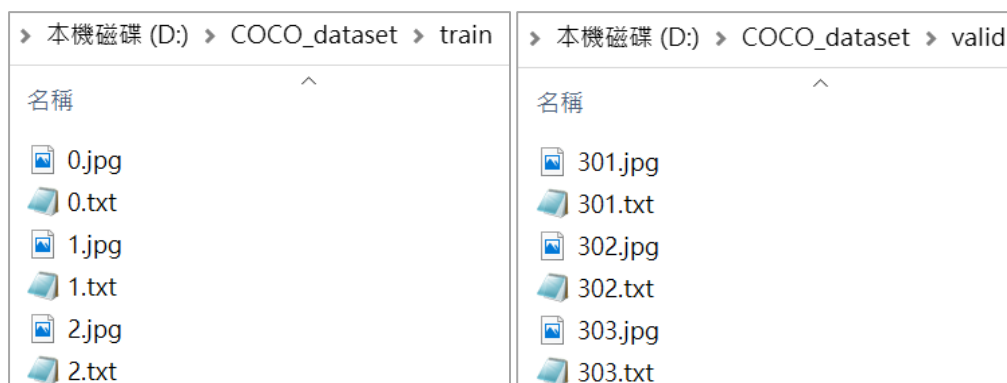 本機磁碟 (D:) > COCO_dataset > train
名稱
0.jpg
0.txt
1.jpg
1.txt
2.jpg
2.txt
本機磁碟 (D:) > COCO_dataset > valid
名稱
301.jpg
301.txt
302.jpg
302.txt
303.jpg
303.txt